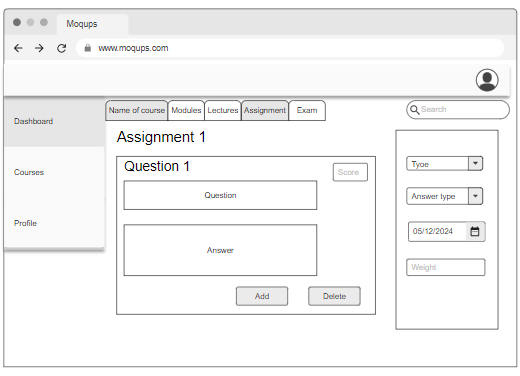 Moqups
www.moqups.com
Dashboard
Courses
Profile
Name of course Modules Lectures Assignment Exam
Search
Assignment 1
Question 1
Score
Question
Answer
Add Delete
Tyoe
Answer type
05/12/2024
Weight